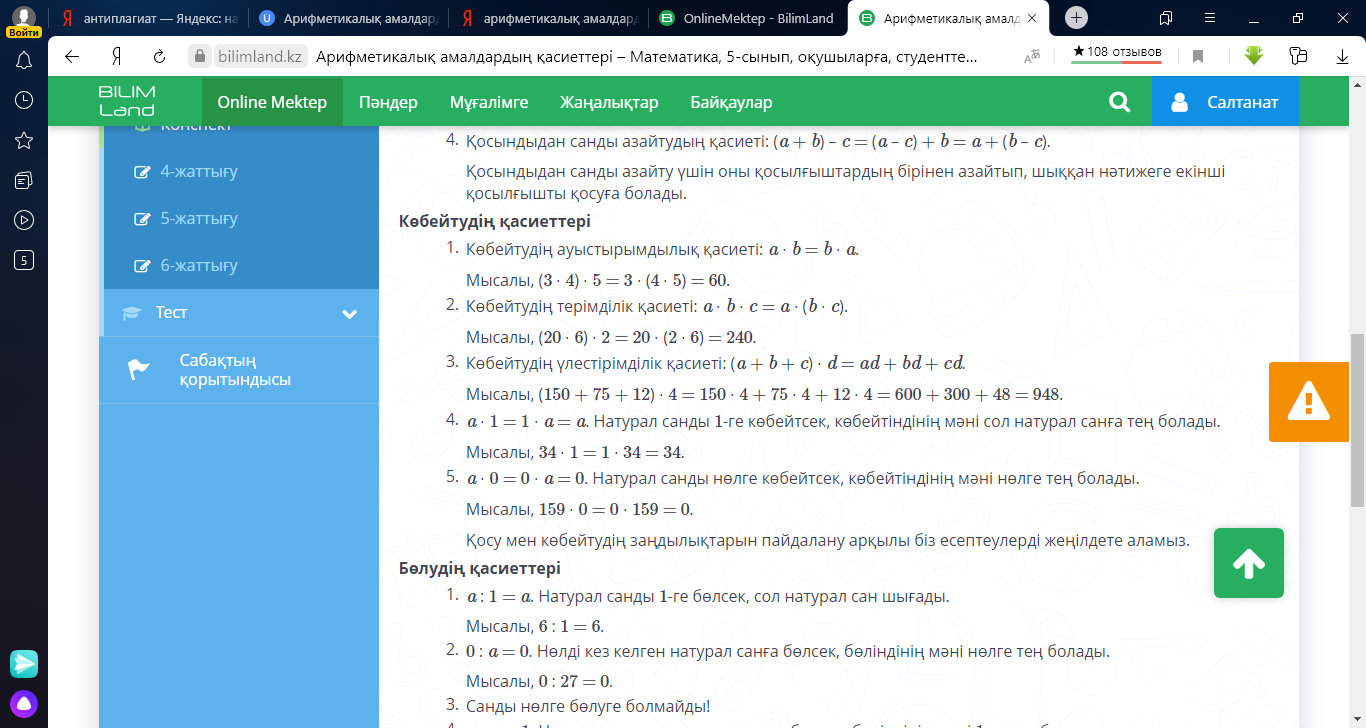 Войти
антиплагиат — Яндекс: на
Арифметикалық амалдар
арифметикалық амалдар
OnlineMektep - BilimLand
Арифметикалық амалд
bilimland.kz
Арифметикалық амалдардың қасиеттері – Математика, 5-сынып, оқушыларға, студентте...
★108 отзывов
BILIM Land
Online Mektep
Пәндер
Мұғалімге
Жаңалықтар
Байқаулар
Салтанат
Конспект
4-жаттығу
5-жаттығу
6-жаттығу
Тест
Сабақтың
қорытындысы
5
4. Қосындыдан санды азайтудың қасиеті: (a + b) – c = (a – c) + b = a + (b – c).
Қосындыдан санды азайту үшін оны қосылғыштардың бірінен азайтып, шыққан нәтижеге екінші
қосылғышты қосуға болады.
Көбейтудің қасиеттері
1. Көбейтудің ауыстырымдылық қасиеті: a · b = b · a.
Мысалы, (3 · 4) · 5 = 3 · (4 · 5) = 60.
2. Көбейтудің терімділік қасиеті: a · b · c = a · (b · c).
Мысалы, (20 · 6) · 2 = 20 · (2 · 6) = 240.
3. Көбейтудің үлестірімділік қасиеті: (a + b + c) · d = ad + bd + cd.
Мысалы, (150 + 75 + 12) · 4 = 150 · 4 + 75 · 4 + 12 · 4 = 600 + 300 + 48 = 948.
4. a · 1 = 1 · a = a. Натурал санды 1-ге көбейтсек, көбейтіндінің мәні сол натурал санға тең болады.
Мысалы, 34 · 1 = 1 · 34 = 34.
5. a · 0 = 0 · a = 0. Натурал санды нөлге көбейтсек, көбейтіндінің мәні нөлге тең болады.
Мысалы, 159 · 0 = 0 · 159 = 0.
Қосу мен көбейтудің заңдылықтарын пайдалану арқылы біз есептеулерді жеңілдете аламыз.
Бөлудің қасиеттері
1. a : 1 = a. Натурал санды 1-ге бөлсек, сол натурал сан шығады.
Мысалы, 6 : 1 = 6.
2. 0 : a = 0. Нөлді кез келген натурал санға бөлсек, бөліндінің мәні нөлге тең болады.
Мысалы, 0 : 27 = 0.
3. Санды нөлге бөлуге болмайды!